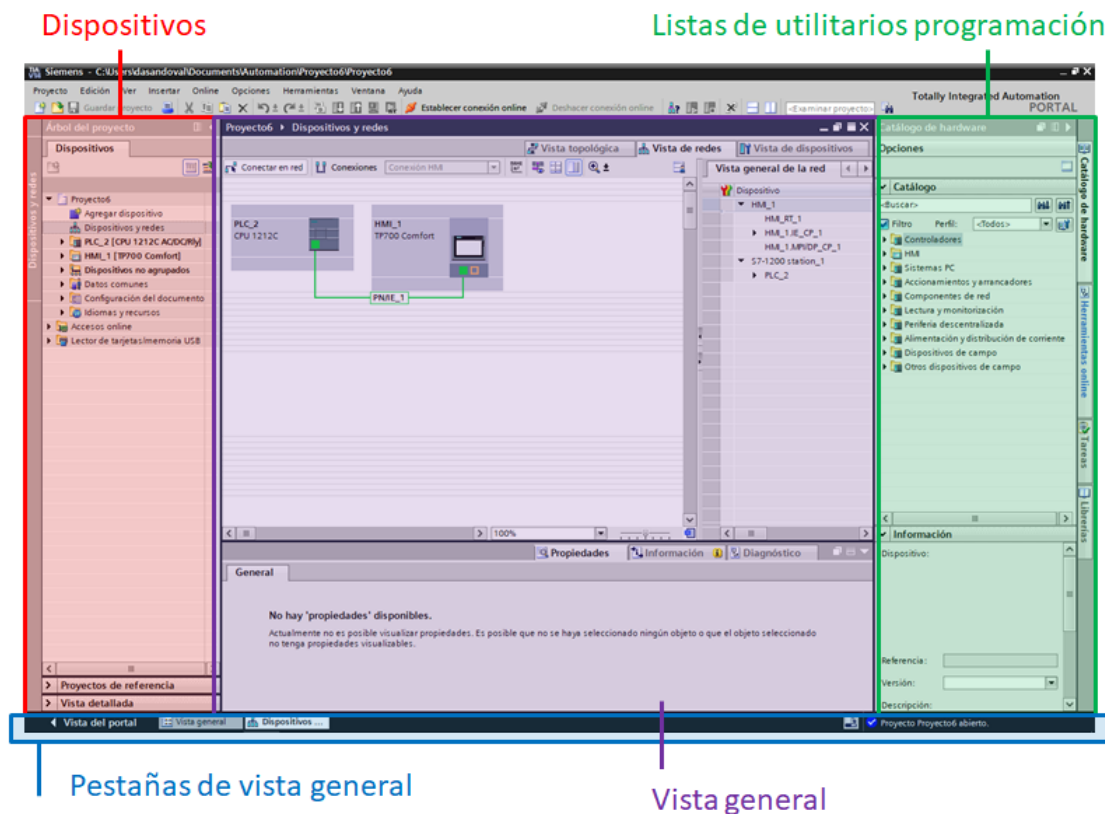 Dispositivos
Listas de utilitarios programación
Siemens - C:\Users\dasandoval\Documents\Automation\Proyecto6\Proyecto6
Proyecto Edición Ver Insertar Online Opciones Herramientas Ventana Ayuda
Totally Integrated Automation
PORTAL
Guardar proyecto
Establecer conexión online
Deshacer conexión online
<Examinar proyecto>
Árbol del proyecto
Dispositivos
Dispositivos y redes
Proyecto6
Agregar dispositivo
Dispositivos y redes
PLC_2 [CPU 1212C AC/DC/Rly]
HMI_1 [TP700 Comfort]
Dispositivos no agrupados
Datos comunes
Configuración del documento
Idiomas y recursos
Accesos online
Lector de tarjetas/memoria USB
Proyectos de referencia
Vista detallada
Proyecto6 Dispositivos y redes
Vista topológica
Vista de redes
Vista de dispositivos
Conectar en red
Conexiones
Conexión HMI
PLC_2
CPU 1212C
HMI_1
TP700 Comfort
PN/IE_1
100%
Vista general de la red
Dispositivo
HMI_1
HMI_RT_1
HMI_1.IE_CP_1
HMI_1.MPI/DP_CP_1
S7-1200 station_1
PLC_2
Propiedades
Información
Diagnóstico
General
No hay 'propiedades' disponibles.
Actualmente no es posible visualizar propiedades. Es posible que no se haya seleccionado ningún objeto o que el objeto seleccionado
no tenga propiedades visualizables.
Catálogo de hardware
Opciones
Catálogo
<Buscar>
Filtro Perfil: <Todos>
Controladores
HMI
Sistemas PC
Accionamientos y arrancadores
Componentes de red
Lectura y monitorización
Periferia descentralizada
Alimentación y distribución de corriente
Dispositivos de campo
Otros dispositivos de campo
Información
Dispositivo:
Referencia:
Versión:
Descripción:
Catálogo de hardware
Herramientas online
Tareas
Librerías
Vista del portal
Vista general
Dispositivos ...
Proyecto Proyecto6 abierto.
Pestañas de vista general
Vista general